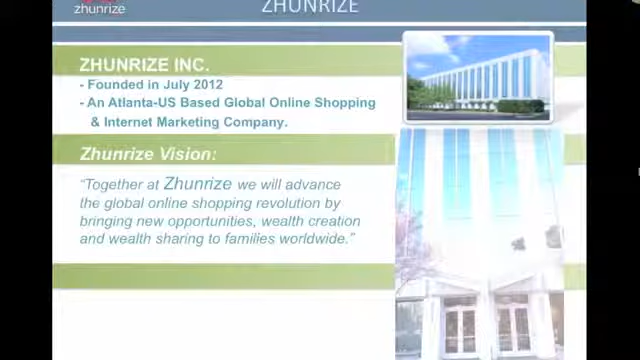 zhunrize
ZHUNRIZE
ZHUNRIZE INC.
- Founded in July 2012
- An Atlanta-US Based Global Online Shopping
& Internet Marketing Company.
Zhunrize Vision:
“Together at Zhunrize we will advance
the global online shopping revolution by
bringing new opportunities, wealth creation
and wealth sharing to families worldwide.”